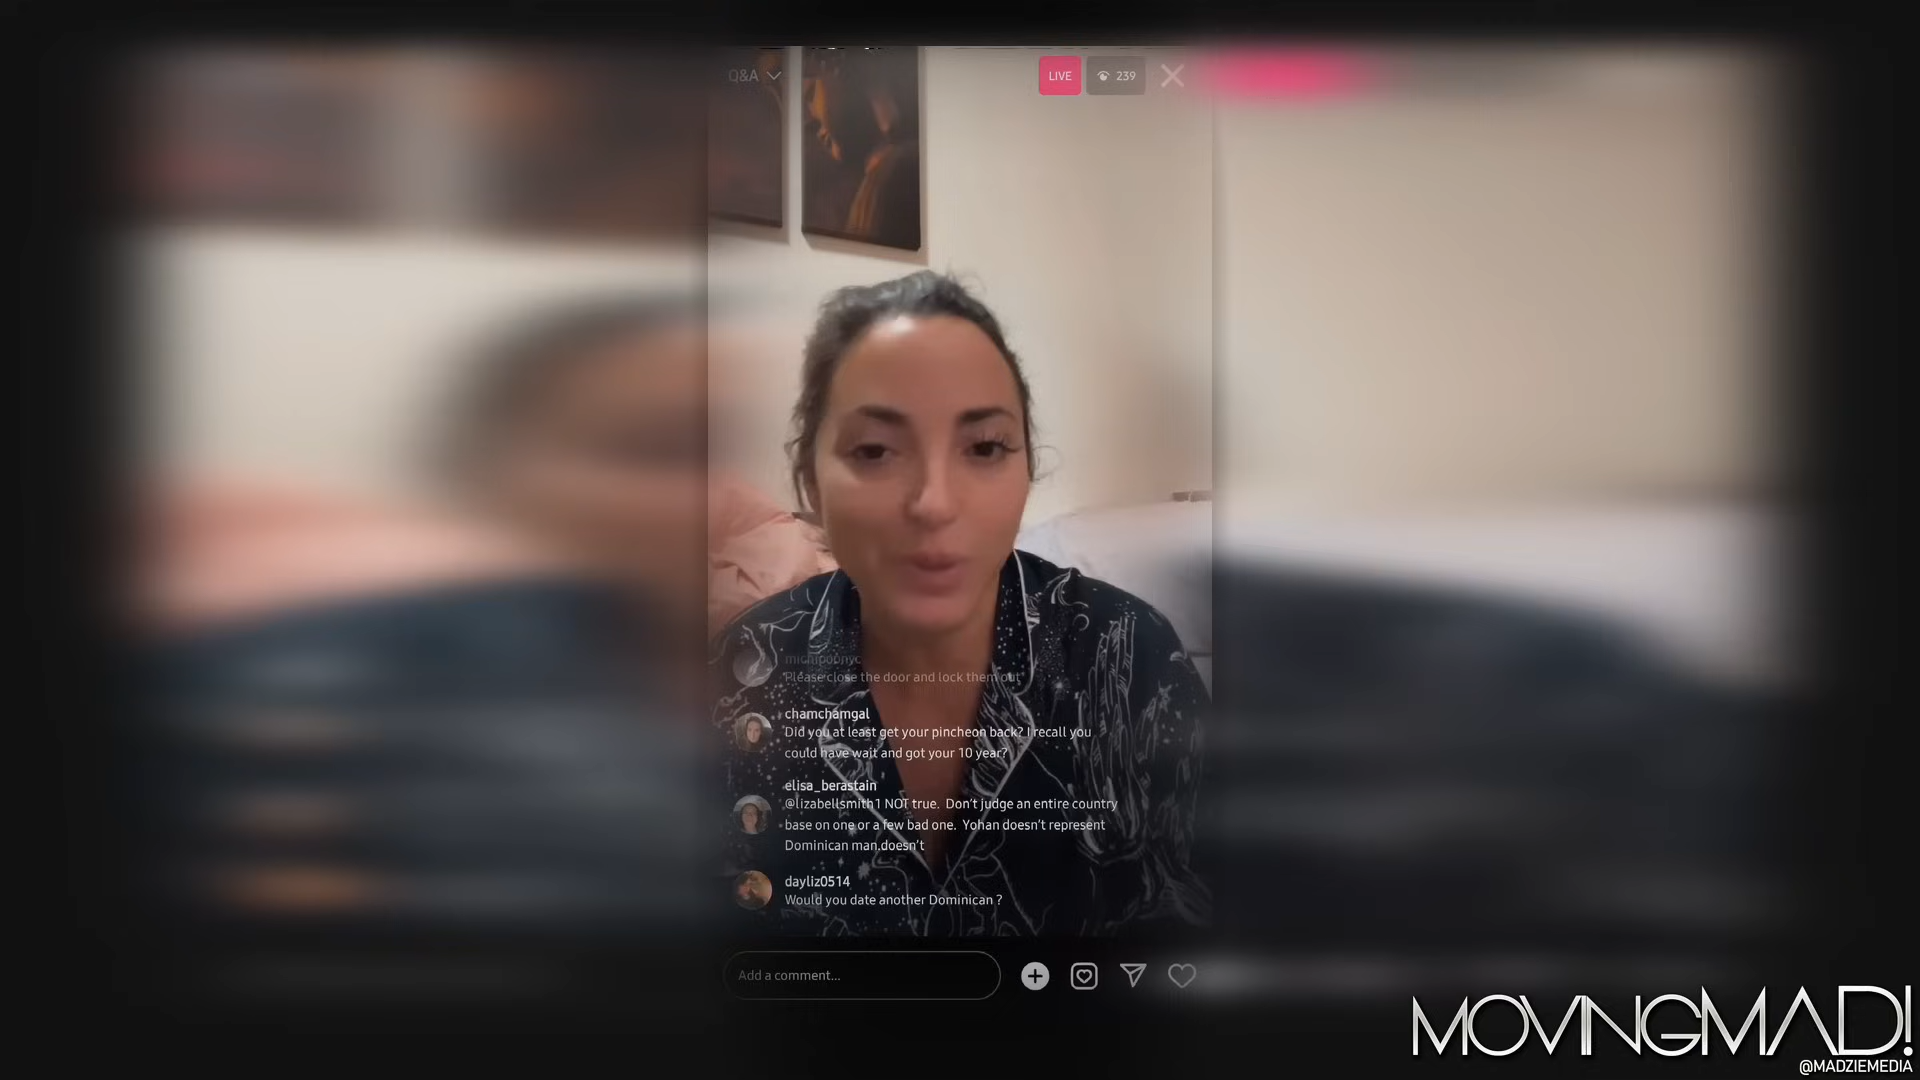 Q&A
LIVE
239
michipoonyc
Please close the door and lock them out
chamchamgal
Did you at least get your pincheon back? I recall you
could have wait and got your 10 year?
elisa_berastain
@lizabellsmith1 NOT true. Don't judge an entire country
base on one or a few bad one. Yohan doesn't represent
Dominican man.doesn't
dayliz0514
Would you date another Dominican ?
Add a comment...
MOVINGMAD!
@MADZIEMEDIA